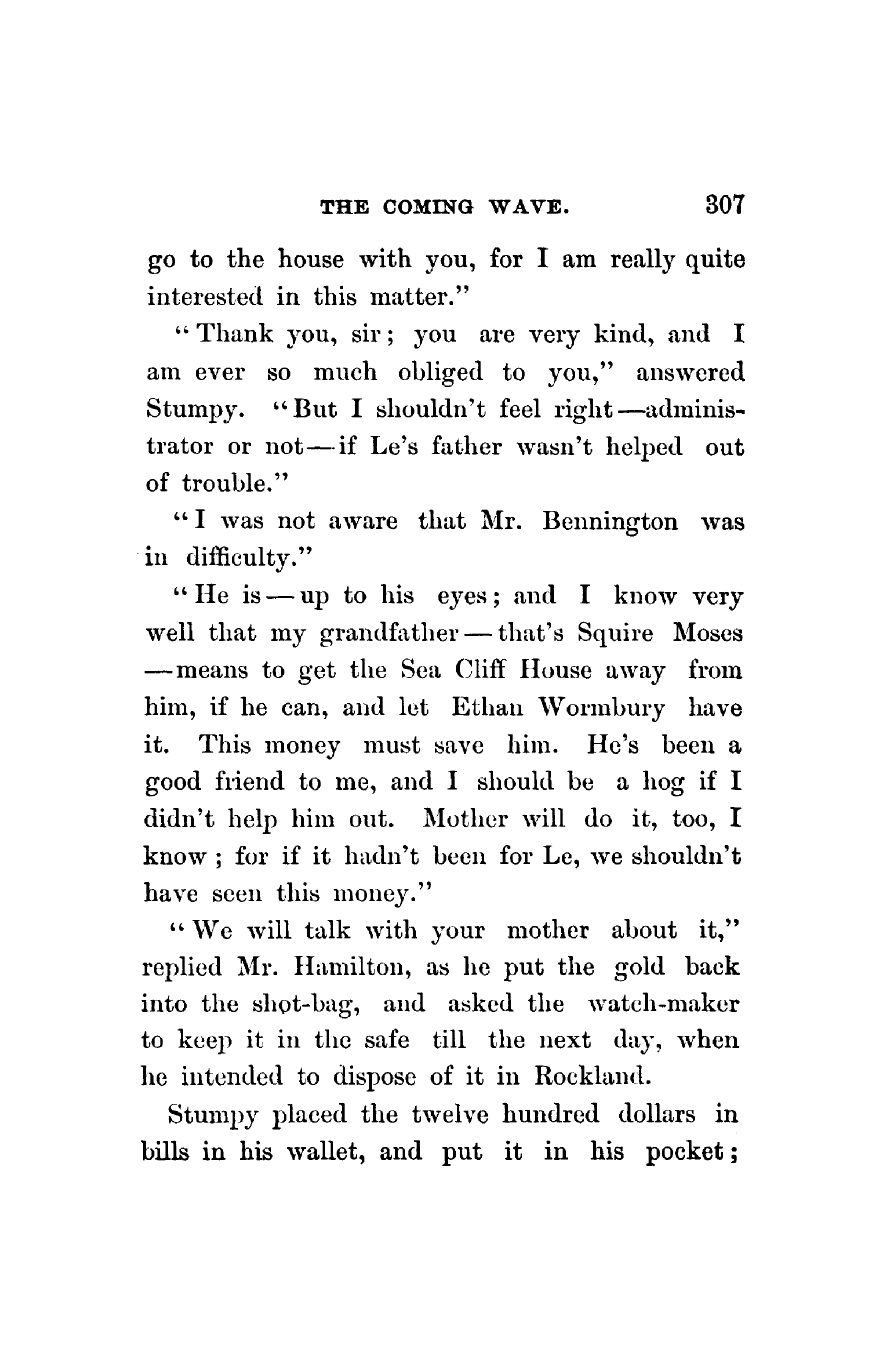 THE COMING WAVE. 307
go to the house with you, for I am really quite
interested in this matter."
"Thank you, sir; you are very kind, and I
am ever so much obliged to you," answered
Stumpy. "But I shouldn't feel right—adminis-
trator or not—if Le's father wasn't helped out
of trouble."
"I was not aware that Mr. Bennington was
in difficulty."
"He is—up to his eyes; and I know very
well that my grandfather—that's Squire Moses
—means to get the Sea Cliff House away from
him, if he can, and let Ethan Wormbury have
it. This money must save him. He's been a
good friend to me, and I should be a hog if I
didn't help him out. Mother will do it, too, I
know; for if it hadn't been for Le, we shouldn't
have seen this money."
"We will talk with your mother about it,"
replied Mr. Hamilton, as he put the gold back
into the shot-bag, and asked the watch-maker
to keep it in the safe till the next day, when
he intended to dispose of it in Rockland.
Stumpy placed the twelve hundred dollars in
bills in his wallet, and put it in his pocket;